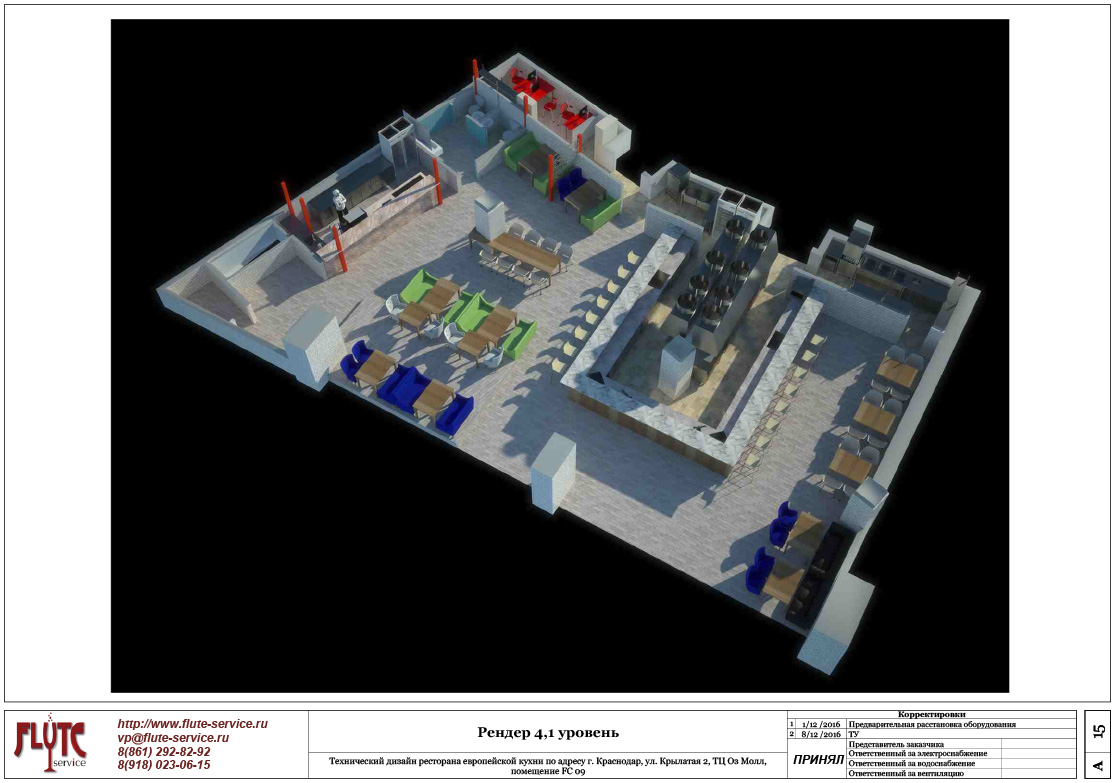 FLUTE
service
http://www.flute-service.ru
vp@flute-service.ru
8(861) 292-82-92
8(918) 023-06-15
Рендер 4,1 уровень
Технический дизайн ресторана европейской кухни по адресу г. Краснодар, ул. Крылатая 2, ТЦ Оз Молл,
помещение FC 09
Корректировки
1 1/12 /2016 Предварительная расстановка оборудования
2 8/12 /2016 ТУ
ПРИНЯЛ
Представитель заказчика
Ответственный за электроснабжение
Ответственный за водоснабжение
Ответственный за вентиляцию
15
А